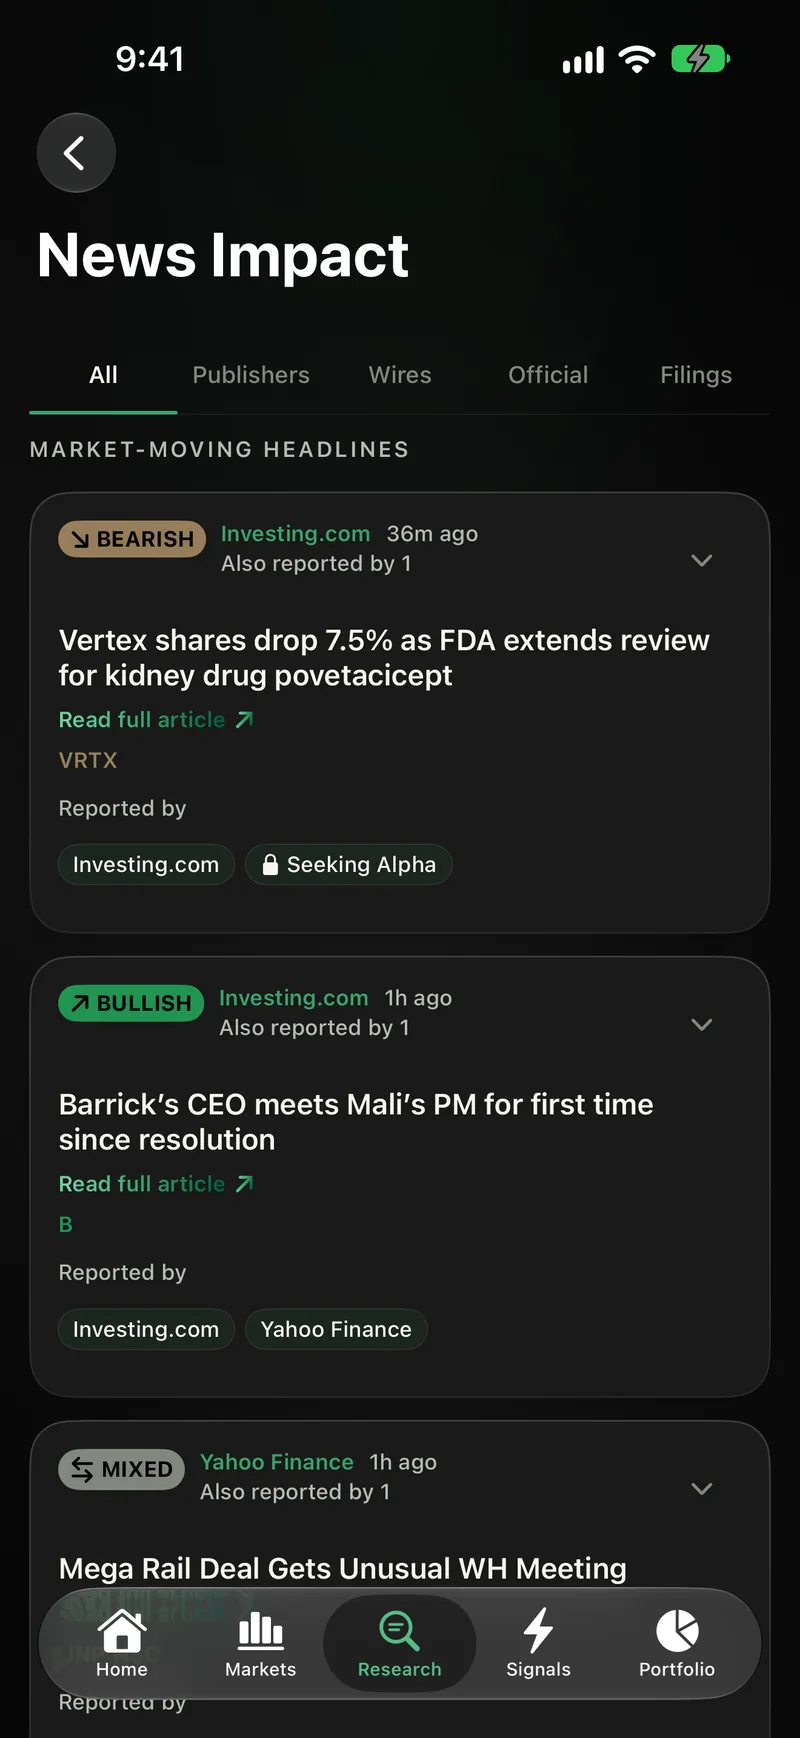 9:41
News Impact
All Publishers Wires Official Filings
MARKET-MOVING HEADLINES
BEARISH Investing.com 36m ago
Also reported by 1
Vertex shares drop 7.5% as FDA extends review
for kidney drug povetacicept
Read full article
VRTX
Reported by
Investing.com Seeking Alpha
BULLISH Investing.com 1h ago
Also reported by 1
Barrick’s CEO meets Mali’s PM for first time
since resolution
Read full article
B
Reported by
Investing.com Yahoo Finance
MIXED Yahoo Finance 1h ago
Also reported by 1
Mega Rail Deal Gets Unusual WH Meeting
Home Markets Research Signals Portfolio
Reported by